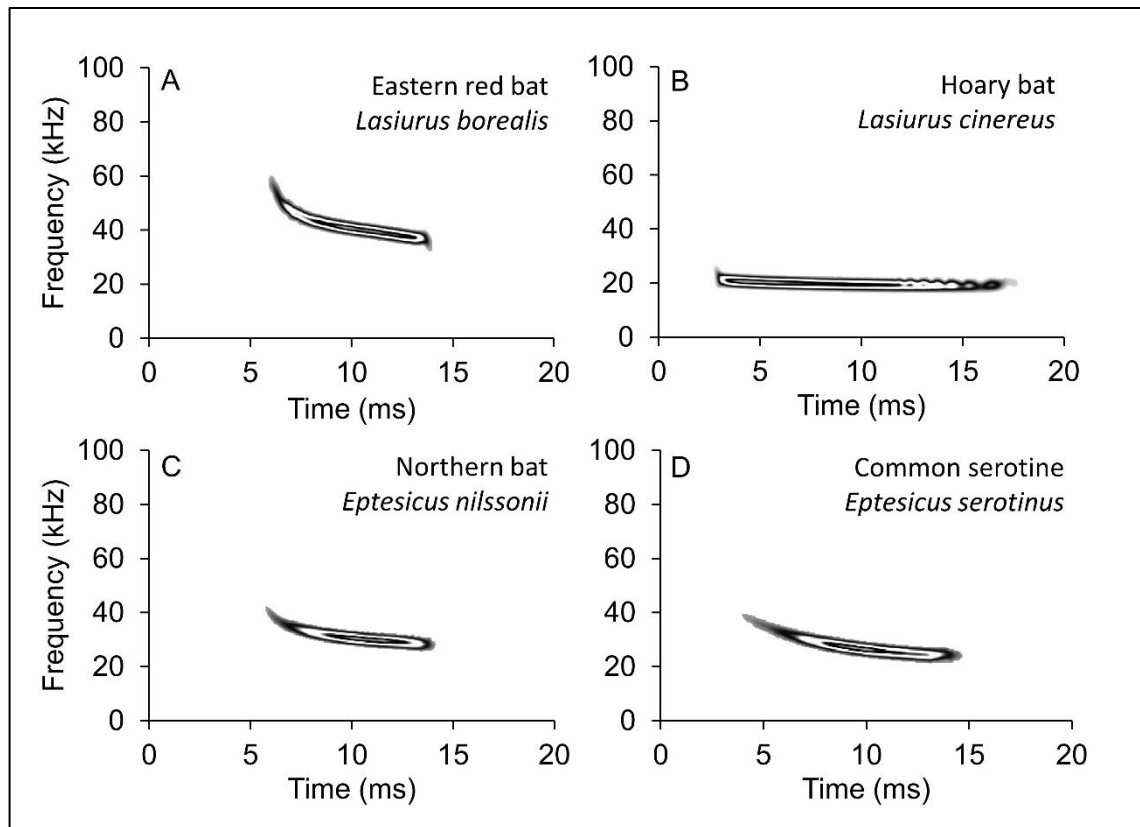 A
Eastern red bat
Lasiurus borealis
100
80
60
40
20
0
Frequency (kHz)
0 5 10 15 20
Time (ms)
B
Hoary bat
Lasiurus cinereus
100
80
60
40
20
0
0 5 10 15 20
Time (ms)
C
Northern bat
Eptesicus nilssonii
100
80
60
40
20
0
Frequency (kHz)
0 5 10 15 20
Time (ms)
D
Common serotine
Eptesicus serotinus
100
80
60
40
20
0
0 5 10 15 20
Time (ms)